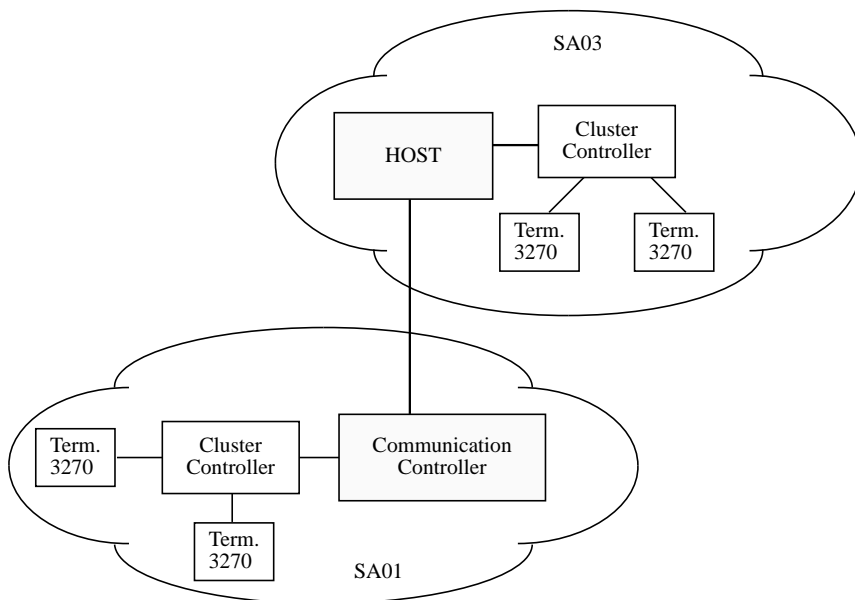 SA03
HOST
Cluster
Controller
Term.
3270
Term.
3270
Term.
3270
Cluster
Controller
Communication
Controller
Term.
3270
SA01